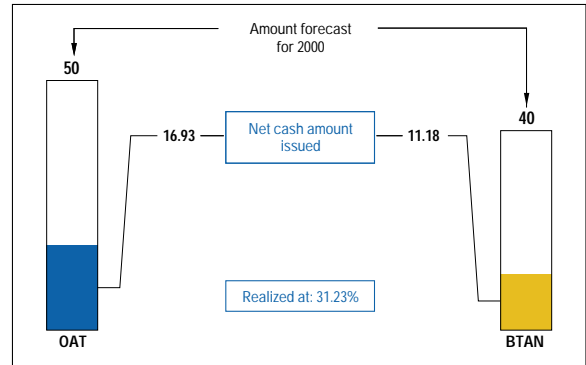 Amount forecast
for 2000
50
40
16.93
Net cash amount
issued
11.18
Realized at: 31.23%
OAT
BTAN